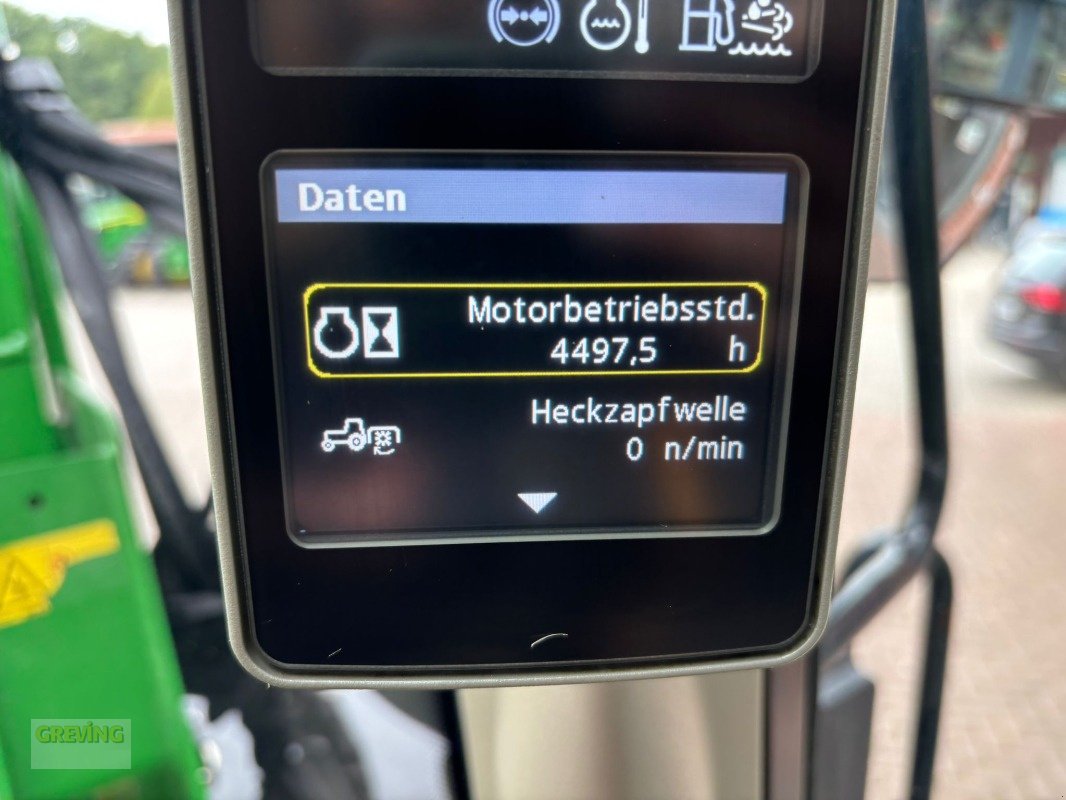 Daten
Motorbetriebsstd.
4497,5 h
Heckzapfwelle
0 n/min
GREVING